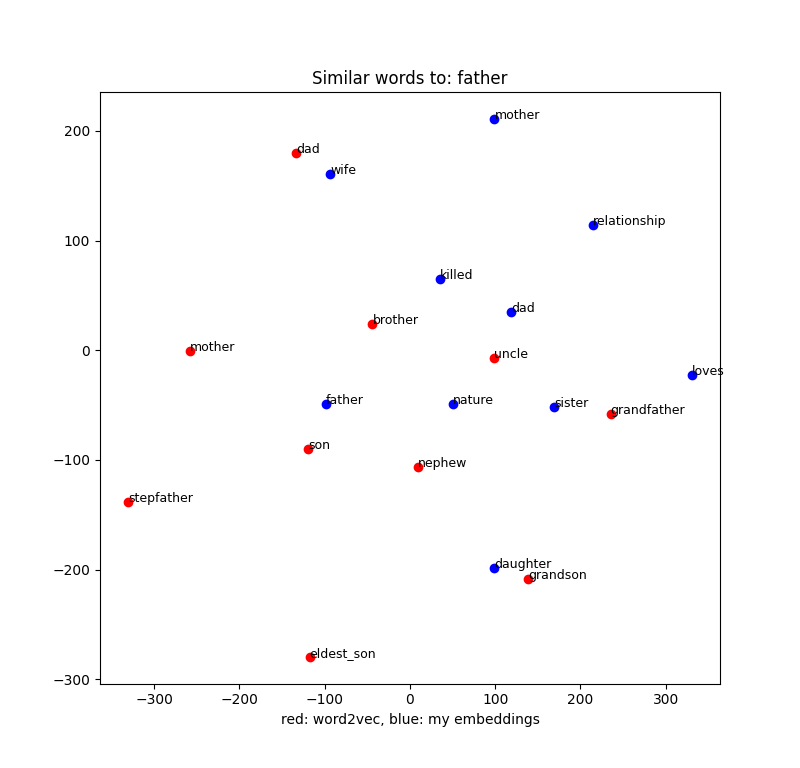 Similar words to: father
mother
dad
wife
relationship
killed
dad
brother
mother
uncle
loves
father
nature
sister
grandfather
son
nephew
stepfather
daughter
grandson
eldest_son
200
100
0
−100
−200
−300
−300
−200
−100
0
100
200
300
red: word2vec, blue: my embeddings